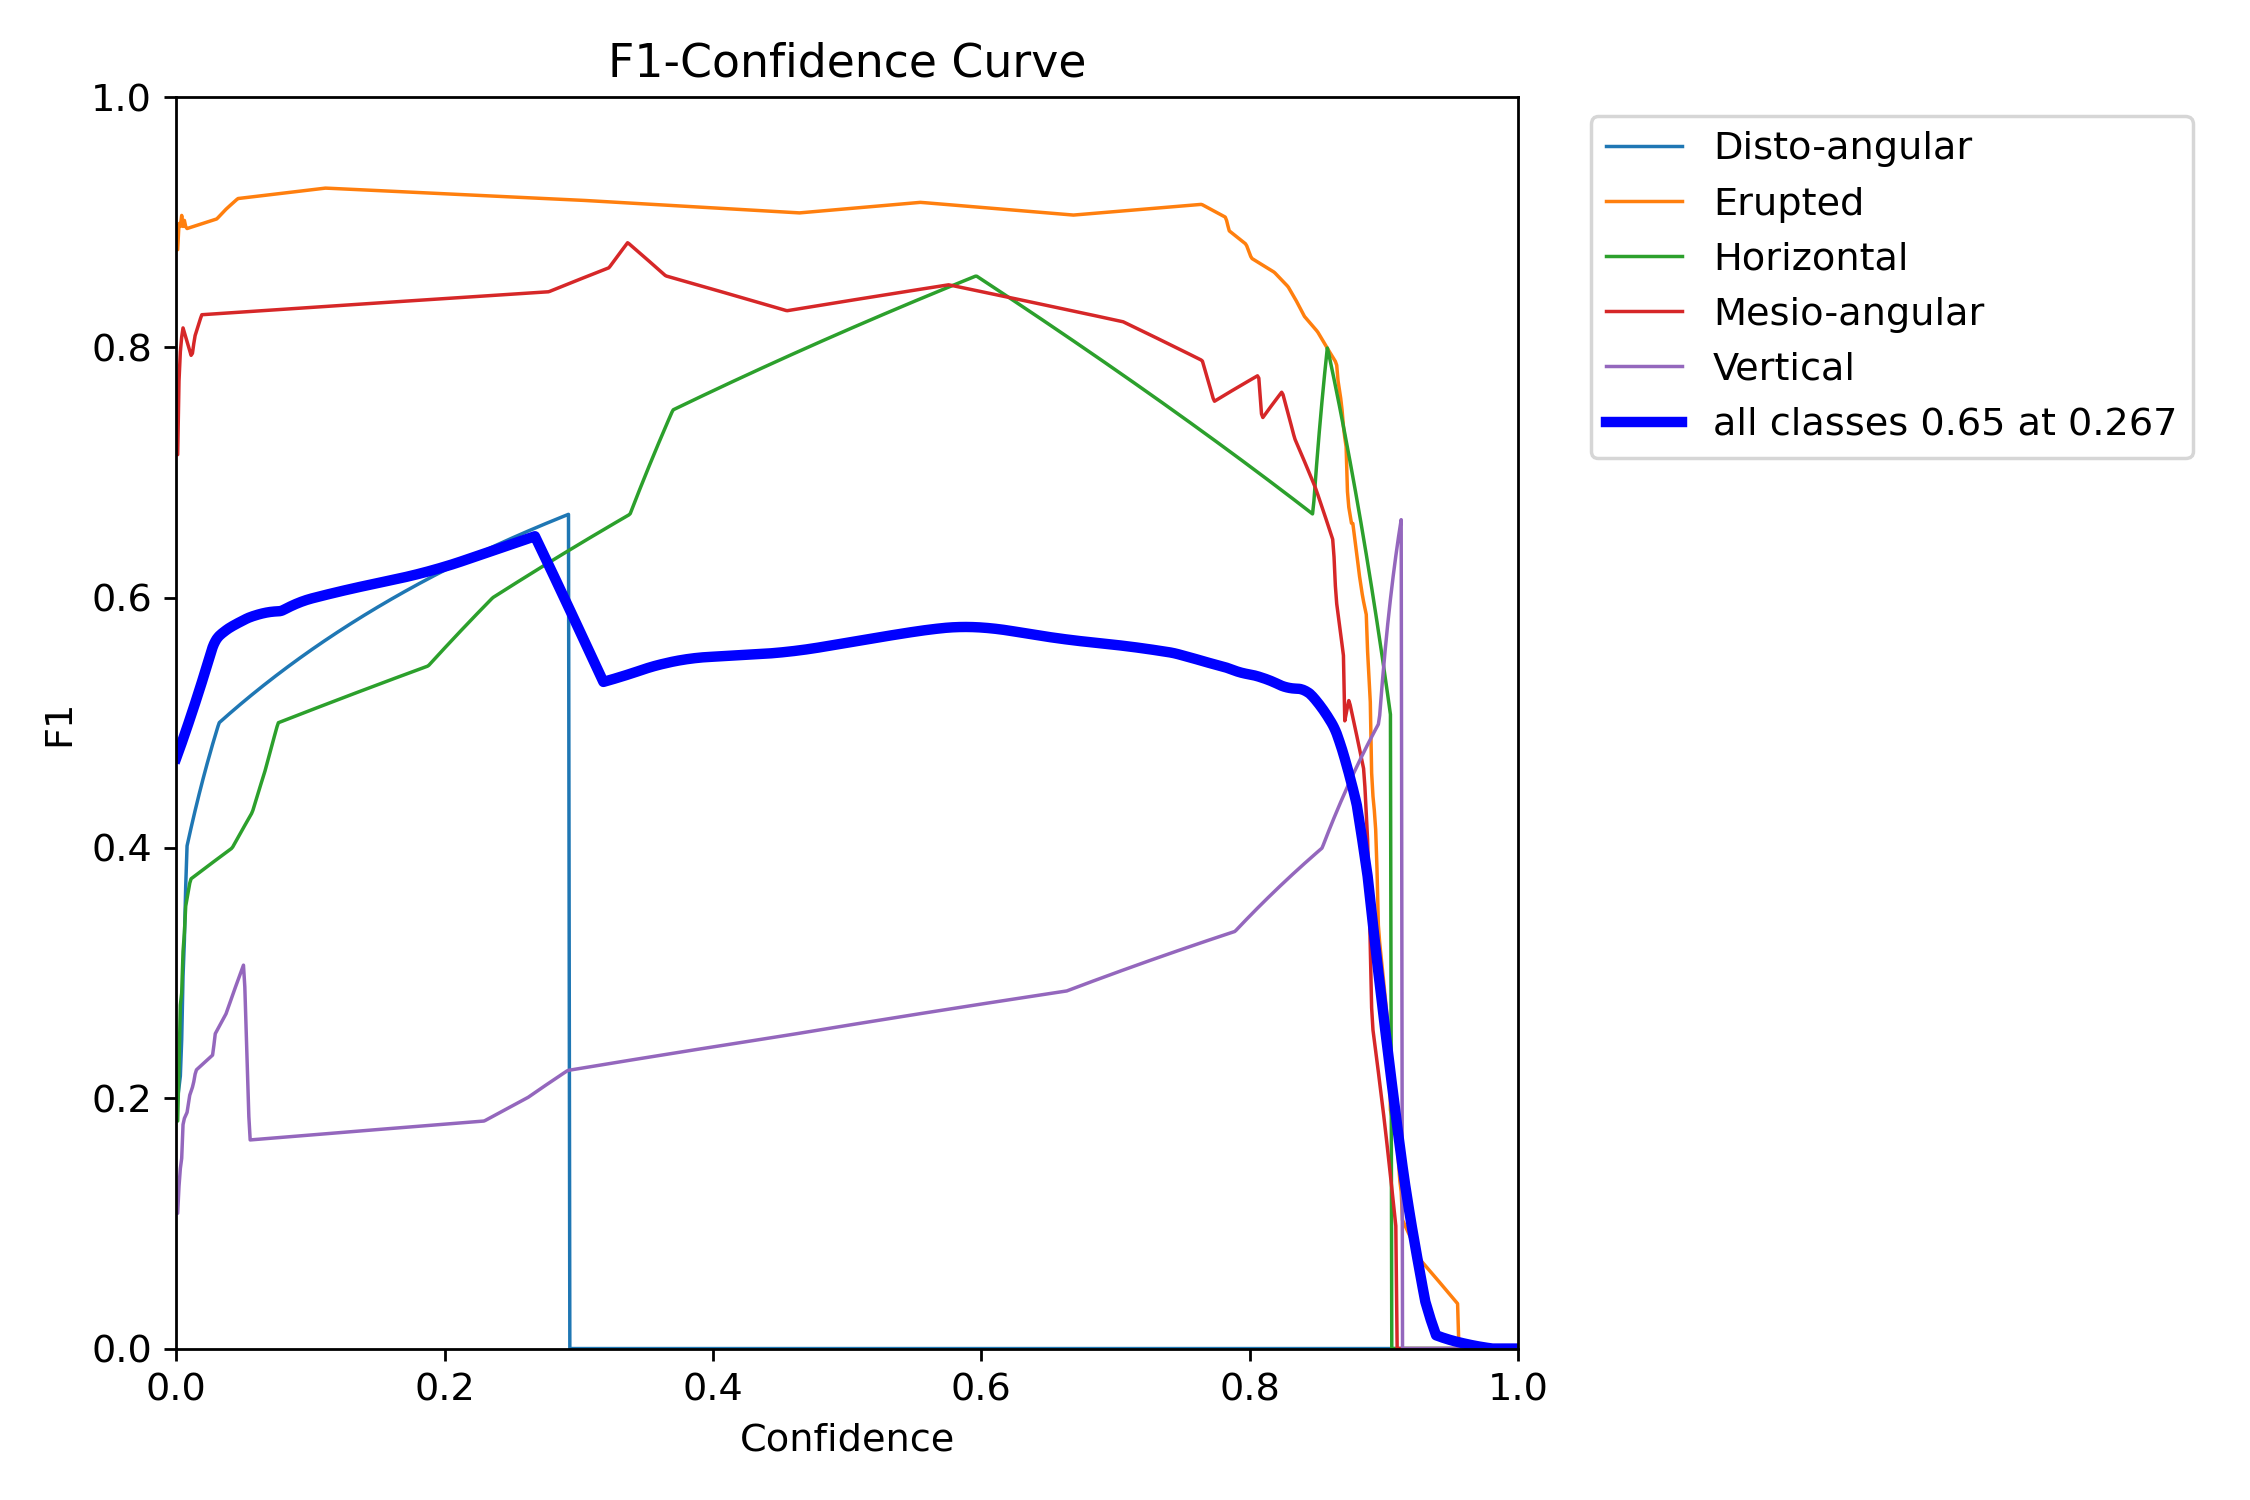 F1-Confidence Curve
1.0
0.8
0.6
0.4
0.2
0.0
F1
0.0 0.2 0.4 0.6 0.8 1.0
Confidence
Disto-angular
Erupted
Horizontal
Mesio-angular
Vertical
all classes 0.65 at 0.267